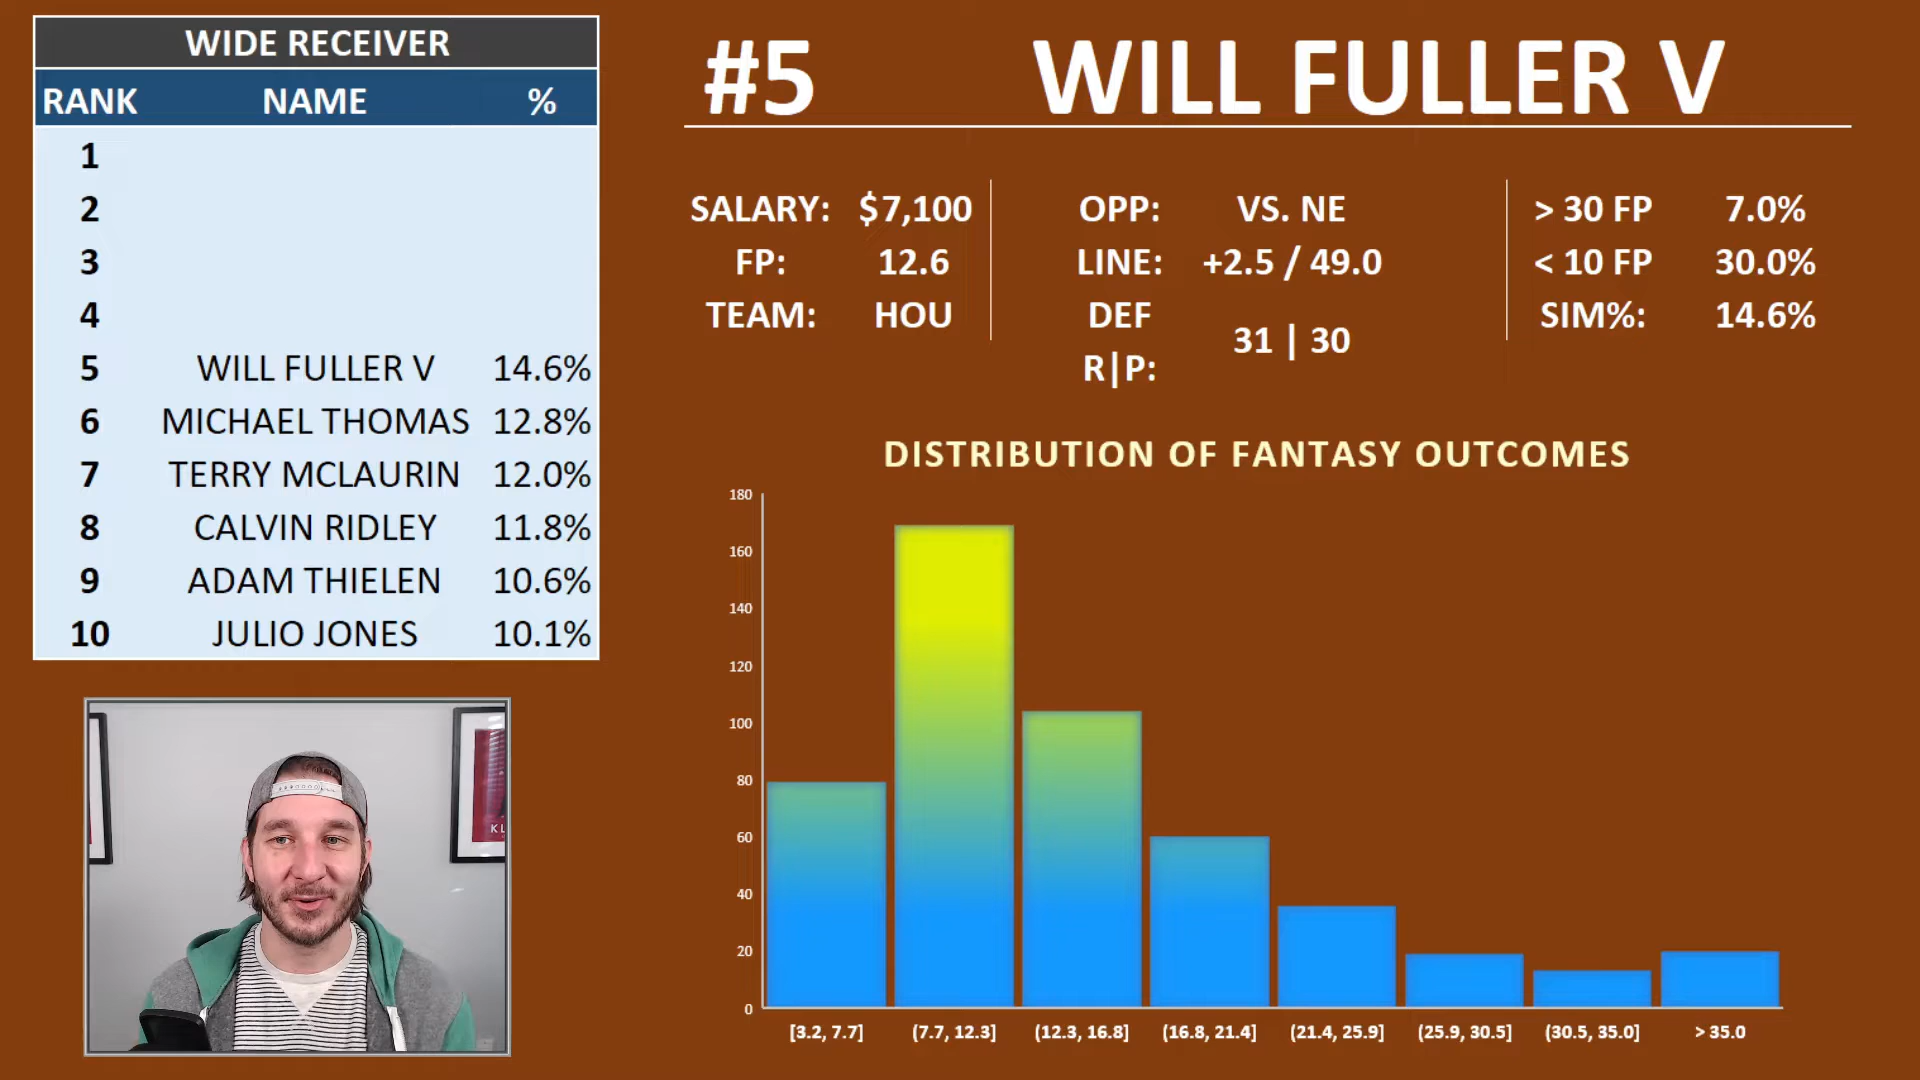 WIDE RECEIVER
RANK NAME %
1
2
3
4
5 WILL FULLER V 14.6%
6 MICHAEL THOMAS 12.8%
7 TERRY MCLAURIN 12.0%
8 CALVIN RIDLEY 11.8%
9 ADAM THIELEN 10.6%
10 JULIO JONES 10.1%
#5 WILL FULLER V
SALARY: $7,100
FP: 12.6
TEAM: HOU
OPP: VS. NE
LINE: +2.5 / 49.0
DEF
R|P:
31 | 30
> 30 FP 7.0%
< 10 FP 30.0%
SIM%: 14.6%
DISTRIBUTION OF FANTASY OUTCOMES
180
160
140
120
100
80
60
40
20
0
[3.2, 7.7] (7.7, 12.3] (12.3, 16.8] (16.8, 21.4] (21.4, 25.9] (25.9, 30.5] (30.5, 35.0] > 35.0
KL